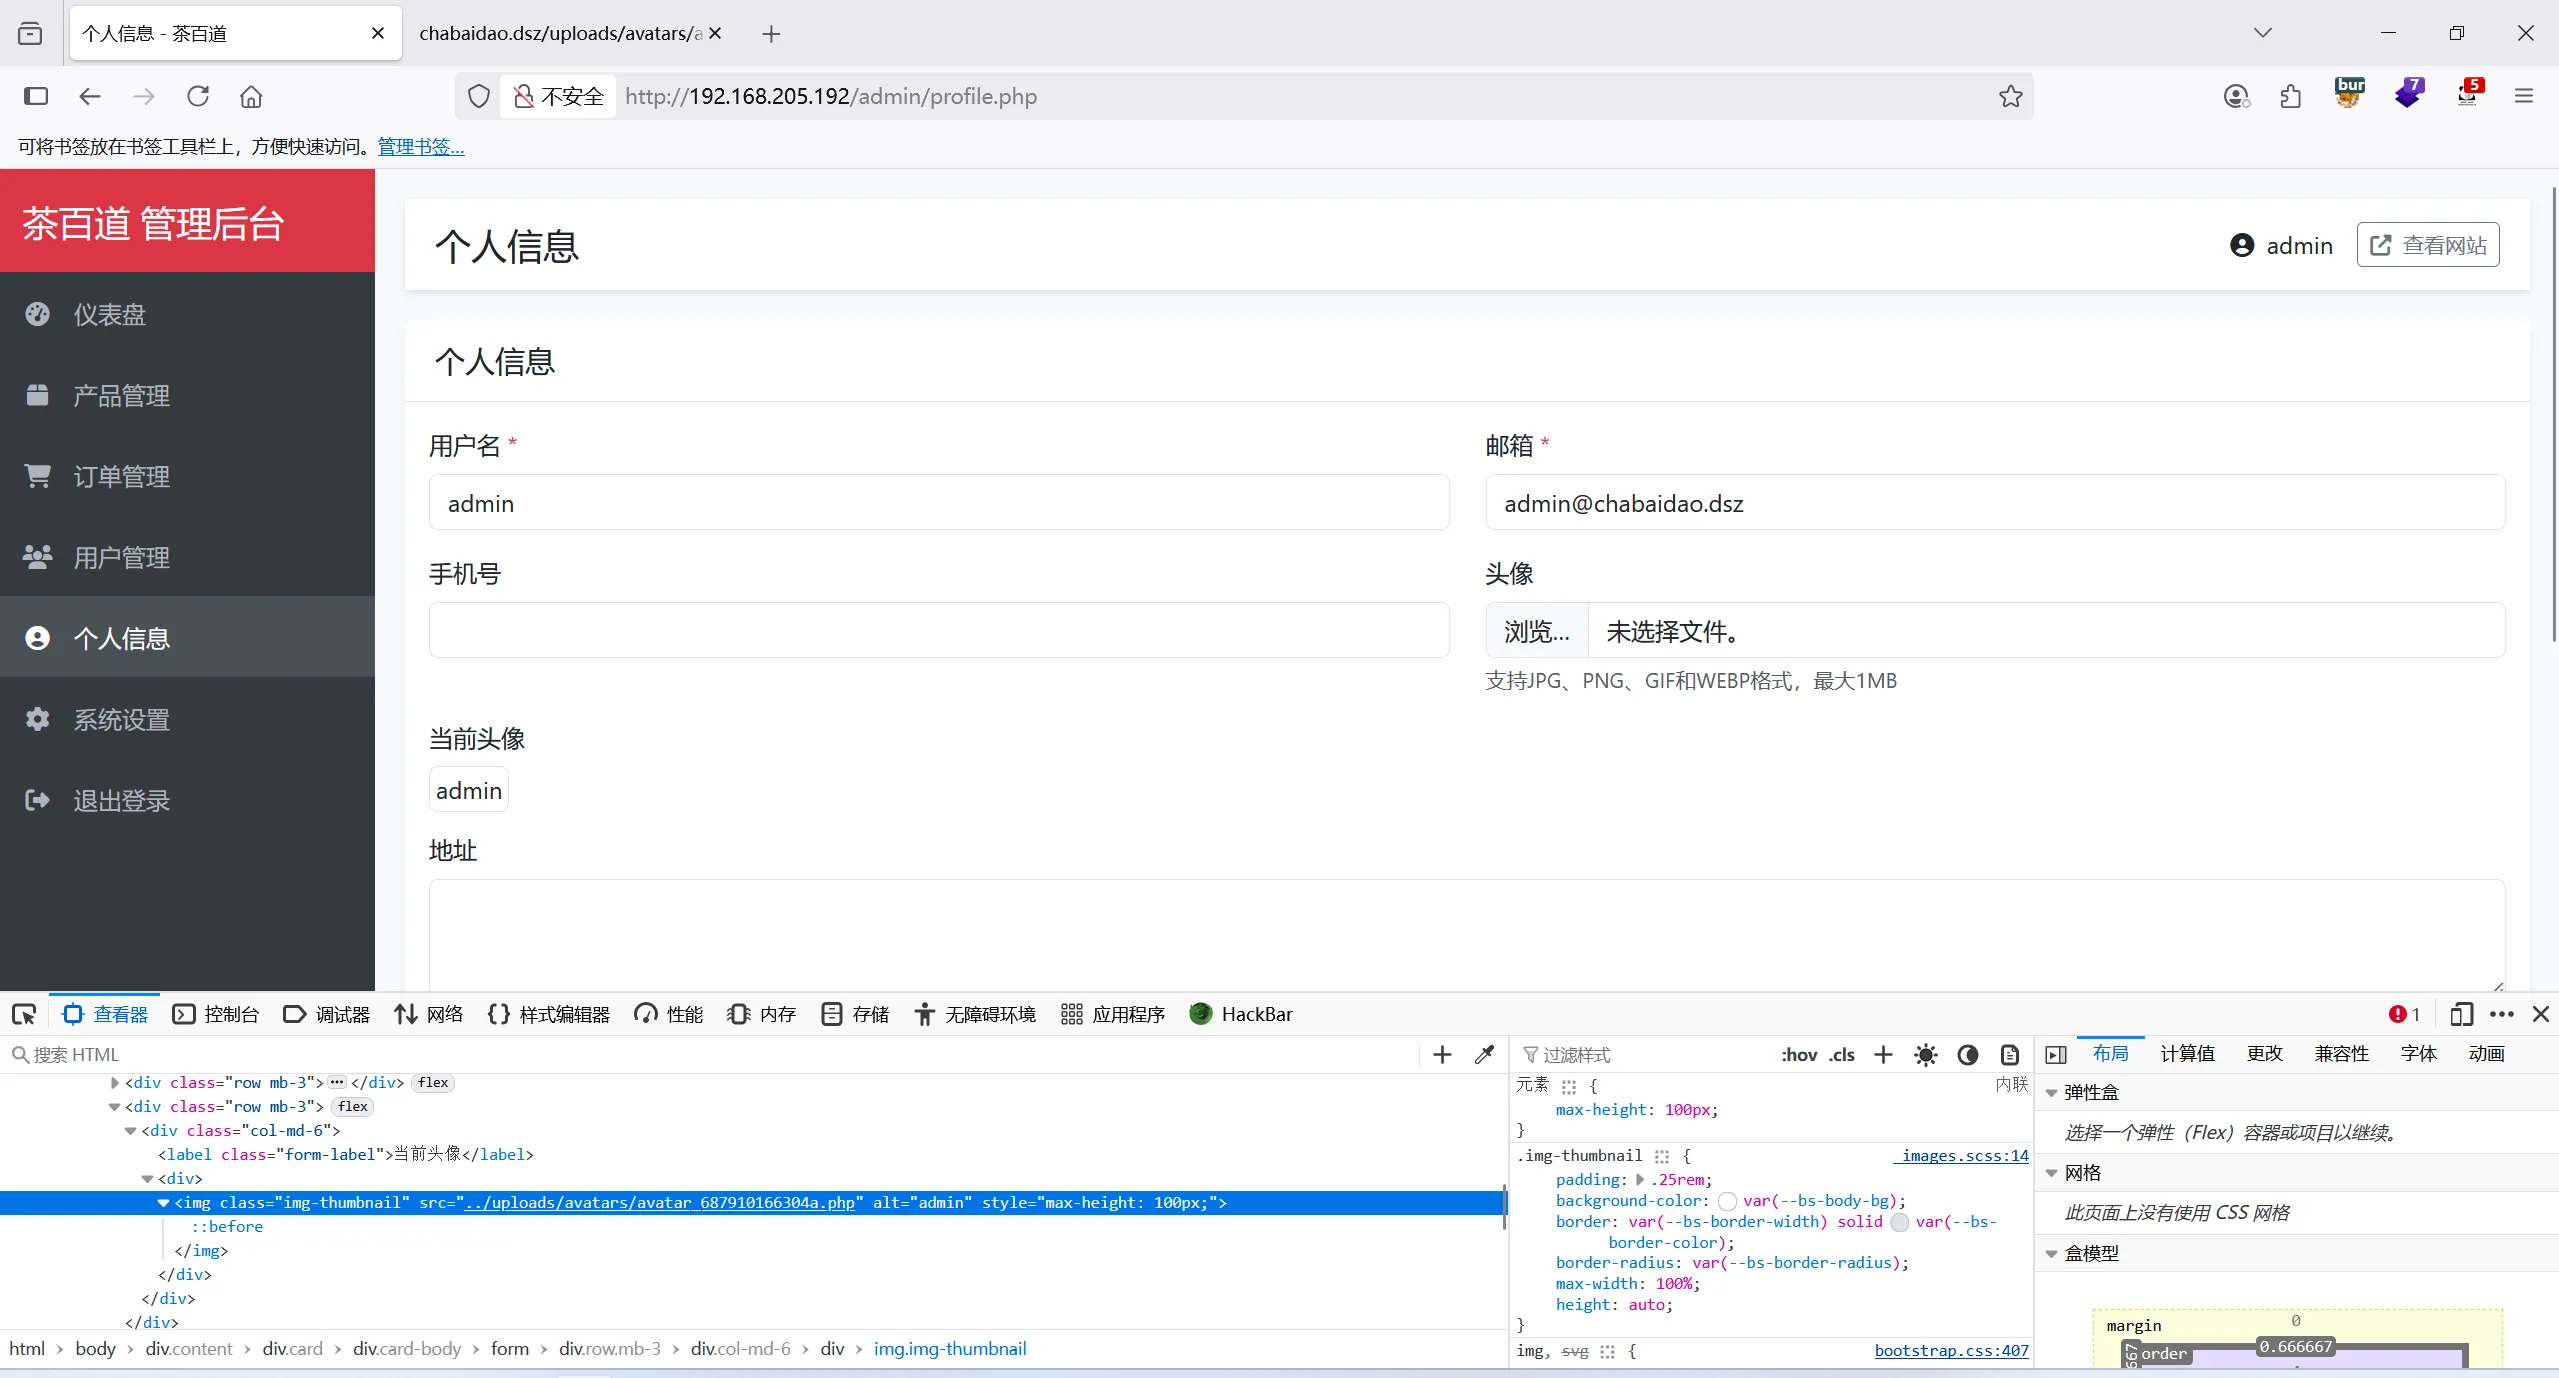 个人信息 - 茶百道
chabaidao.dsz/uploads/avatars/a
不安全 http://192.168.205.192/admin/profile.php
bur
7
5
可将书签放在书签工具栏上，方便快速访问。管理书签...
茶百道 管理后台
仪表盘
产品管理
订单管理
用户管理
个人信息
系统设置
退出登录
个人信息
admin
查看网站
个人信息
用户名 *
admin
邮箱 *
admin@chabaidao.dsz
手机号
头像
浏览... 未选择文件。
支持JPG、PNG、GIF和WEBP格式，最大1MB
当前头像
admin
地址
查看器 控制台 调试器 网络 样式编辑器 性能 内存 存储 无障碍环境 应用程序 HackBar 1
搜索 HTML
<div class="row mb-3">…</div> flex
<div class="row mb-3"> flex
<div class="col-md-6">
<label class="form-label">当前头像</label>
<div>
<img class="img-thumbnail" src="../uploads/avatars/avatar_687910166304a.php" alt="admin" style="max-height: 100px;">
::before
</img>
</div>
</div>
</div>
html › body › div.content › div.card › div.card-body › form › div.row.mb-3 › div.col-md-6 › div › img.img-thumbnail
过滤样式 :hov .cls
元素 { 内联
max-height: 100px;
}
.img-thumbnail { _images.scss:14
padding: .25rem;
background-color: var(--bs-body-bg);
border: var(--bs-border-width) solid var(--bs-
border-color);
border-radius: var(--bs-border-radius);
max-width: 100%;
height: auto;
}
img, svg { bootstrap.css:407
布局 计算值 更改 兼容性 字体 动画
弹性盒
选择一个弹性（Flex）容器或项目以继续。
网格
此页面上没有使用 CSS 网格
盒模型
margin 0
order 0.666667
667